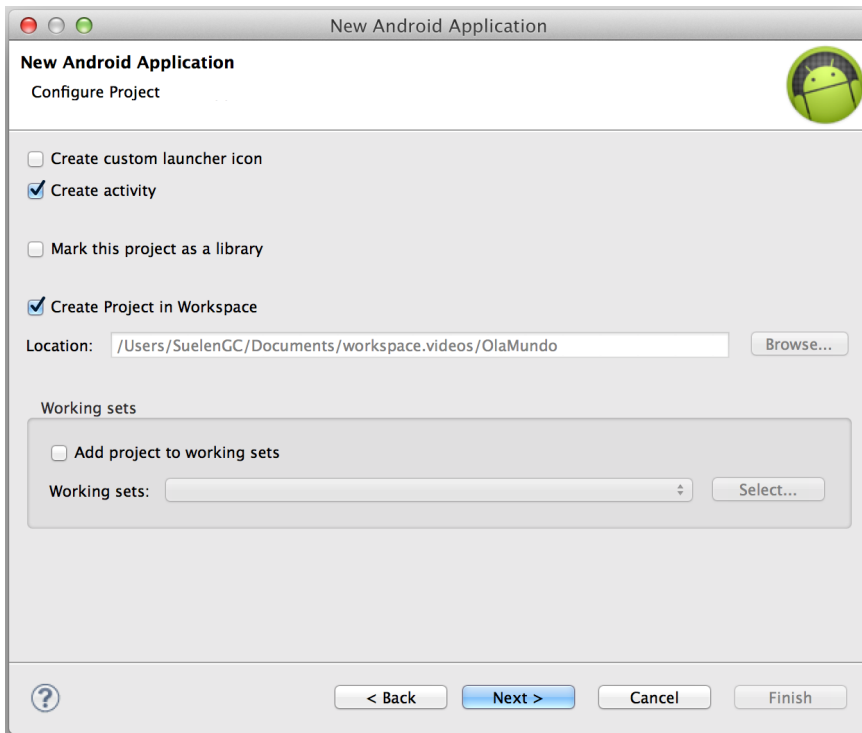 New Android Application
New Android Application
Configure Project
Create custom launcher icon
Create activity
Mark this project as a library
Create Project in Workspace
Location: /Users/SuelenGC/Documents/workspace.videos/OlaMundo Browse...
Working sets
Add project to working sets
Working sets: Select...
? < Back Next > Cancel Finish